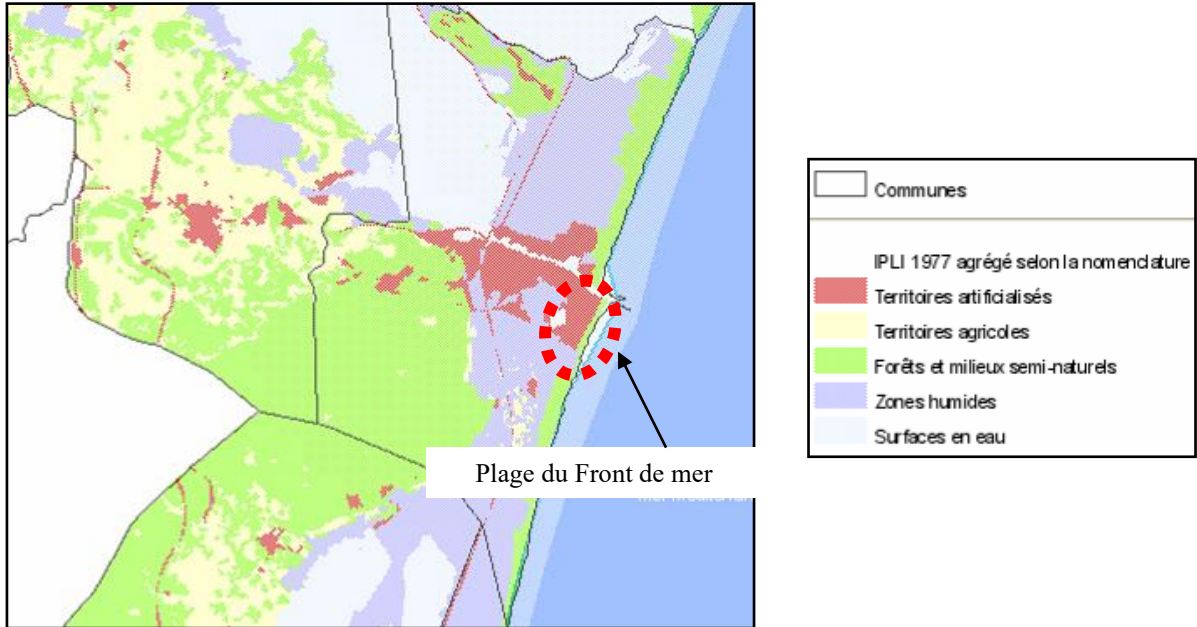 Plage du Front de mer
Communes
IPLI 1977 agrégé selon la nomenclature
Territoires artificialisés
Territoires agricoles
Forêts et milieux semi-naturels
Zones humides
Surfaces en eau